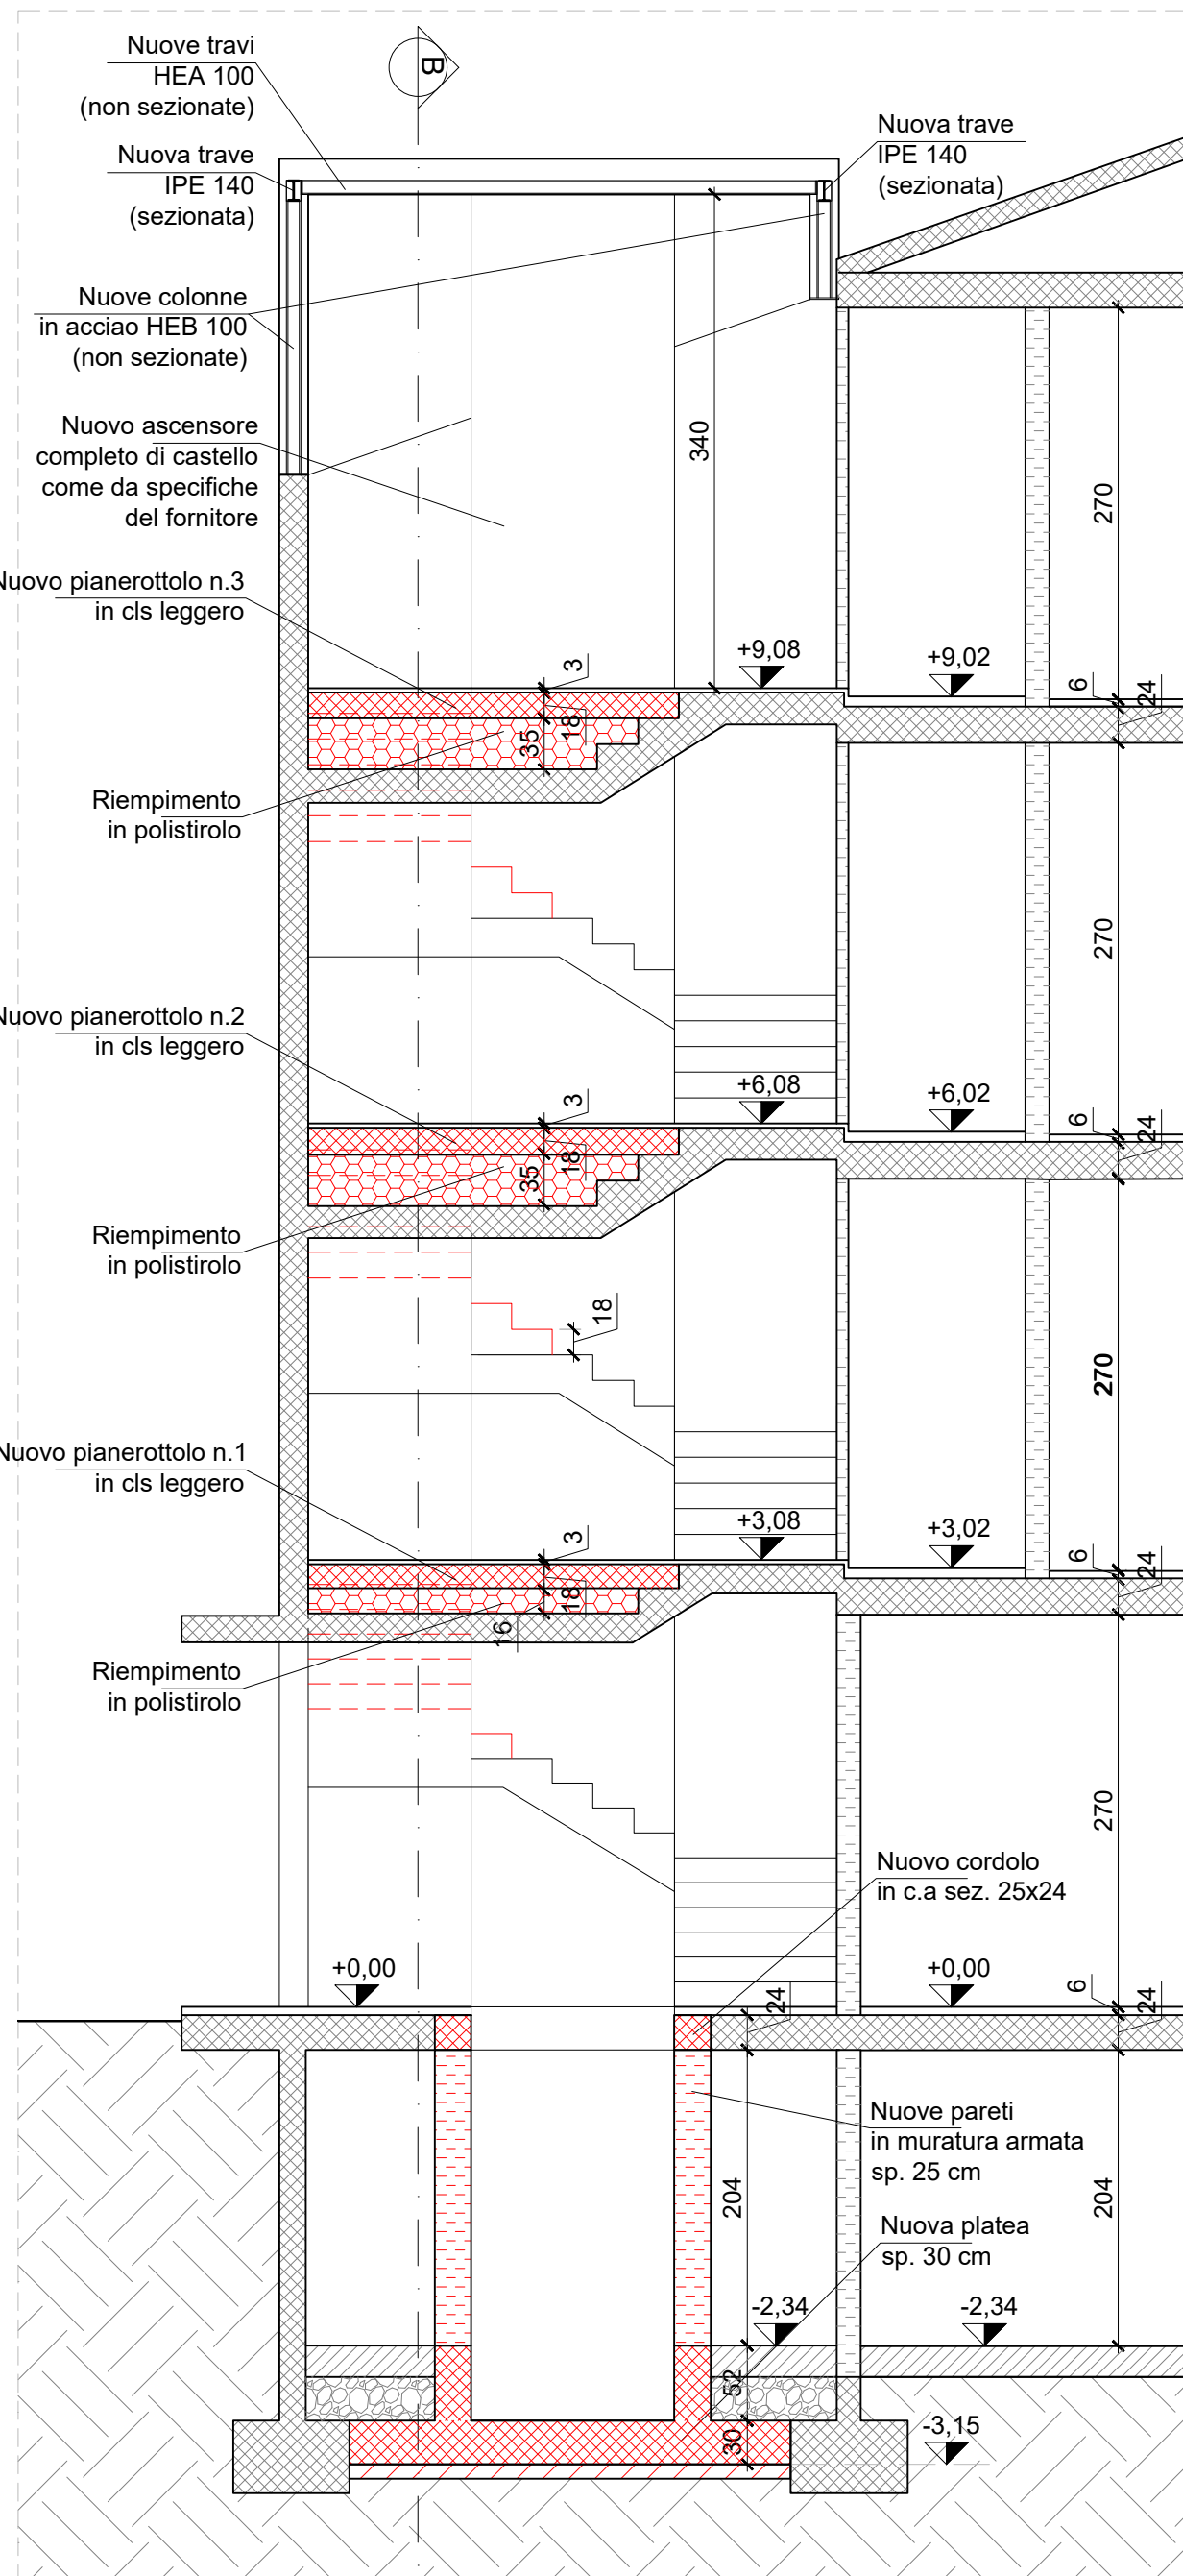 Nuove travi
HEA 100
(non sezionate)
B
Nuova trave
IPE 140
(sezionata)
Nuova trave
IPE 140
(sezionata)
Nuove colonne
in acciao HEB 100
(non sezionate)
Nuovo ascensore
completo di castello
come da specifiche
del fornitore
340
270
Nuovo pianerottolo n.3
in cls leggero
+9,08
+9,02
3
18
35
6
24
Riempimento
in polistirolo
270
Nuovo pianerottolo n.2
in cls leggero
+6,08
+6,02
3
18
35
6
24
Riempimento
in polistirolo
18
270
Nuovo pianerottolo n.1
in cls leggero
+3,08
+3,02
3
18
16
6
24
Riempimento
in polistirolo
270
Nuovo cordolo
in c.a sez. 25x24
+0,00
+0,00
24
6
24
Nuove pareti
in muratura armata
sp. 25 cm
204
204
Nuova platea
sp. 30 cm
-2,34
-2,34
52
30
-3,15